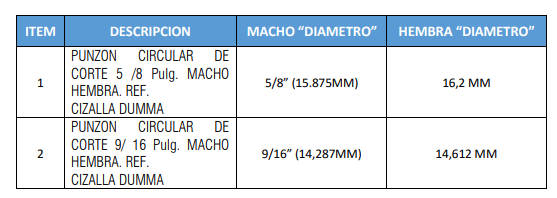 ITEM DESCRIPCION MACHO “DIAMETRO” HEMBRA “DIAMETRO”
PUNZON CIRCULAR DE
CORTE 5 /8 Pulg. MACHO
HEMBRA. REF.
CIZALLA DUMMA
1 5/8” (15.875MM) 16,2 MM
PUNZON CIRCULAR DE
CORTE 9/ 16 Pulg. MACHO
HEMBRA. REF.
CIZALLA DUMMA
2 9/16” (14,287MM) 14,612 MM